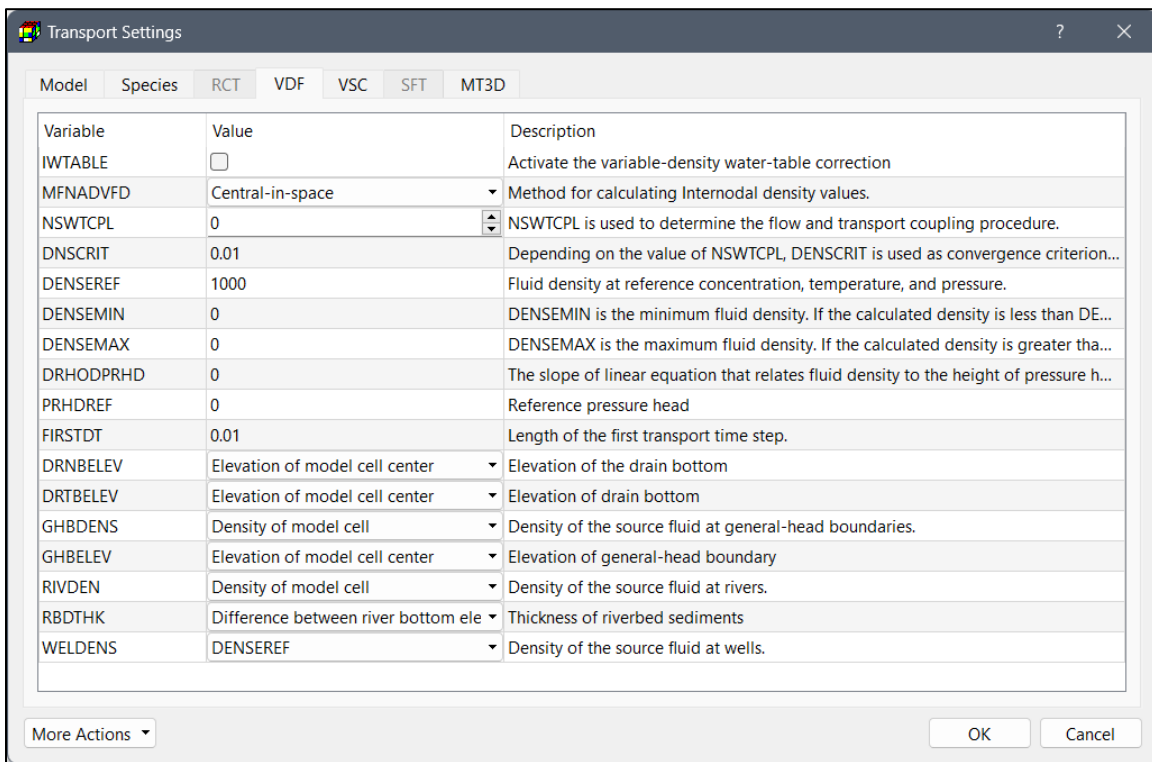 Transport Settings ? ×
Model Species RCT VDF VSC SFT MT3D
Variable Value Description
IWTABLE Activate the variable-density water-table correction
MFNADVFD Central-in-space Method for calculating Internodal density values.
NSWTCPL 0 NSWTCPL is used to determine the flow and transport coupling procedure.
DNSCRIT 0.01 Depending on the value of NSWTCPL, DENSCRIT is used as convergence criterion...
DENSEREF 1000 Fluid density at reference concentration, temperature, and pressure.
DENSEMIN 0 DENSEMIN is the minimum fluid density. If the calculated density is less than DE...
DENSEMAX 0 DENSEMAX is the maximum fluid density. If the calculated density is greater tha...
DRHODPRHD 0 The slope of linear equation that relates fluid density to the height of pressure h...
PRHDREF 0 Reference pressure head
FIRSTDT 0.01 Length of the first transport time step.
DRNBELEV Elevation of model cell center Elevation of the drain bottom
DRTBELEV Elevation of model cell center Elevation of drain bottom
GHBDENS Density of model cell Density of the source fluid at general-head boundaries.
GHBELEV Elevation of model cell center Elevation of general-head boundary
RIVDEN Density of model cell Density of the source fluid at rivers.
RBDTHK Difference between river bottom ele Thickness of riverbed sediments
WELDENS DENSEREF Density of the source fluid at wells.
More Actions OK Cancel